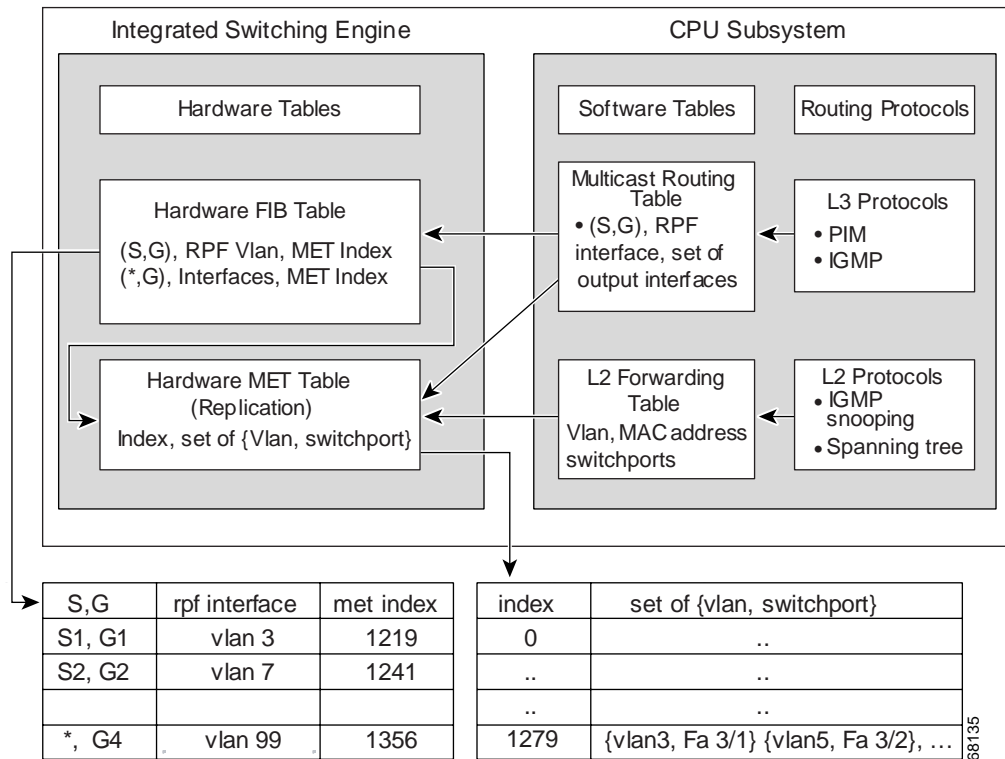 Integrated Switching Engine
CPU Subsystem
Hardware Tables
Software Tables
Routing Protocols
Hardware FIB Table
(S,G), RPF Vlan, MET Index
(*,G), Interfaces, MET Index
Multicast Routing
Table
• (S,G), RPF
interface, set of
output interfaces
L3 Protocols
• PIM
• IGMP
Hardware MET Table
(Replication)
Index, set of {Vlan, switchport}
L2 Forwarding
Table
Vlan, MAC address
switchports
L2 Protocols
• IGMP
snooping
• Spanning tree
S,G rpf interface met index
S1, G1 vlan 3 1219
S2, G2 vlan 7 1241
*, G4 vlan 99 1356
index set of {vlan, switchport}
0 ..
.. ..
..
1279 {vlan3, Fa 3/1} {vlan5, Fa 3/2}, ...
68135